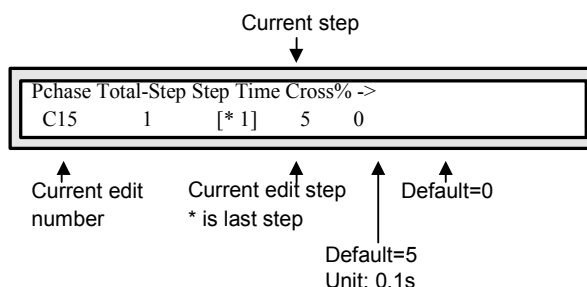 Current step
Pchase Total-Step Step Time Cross% ->
C15 1 [* 1] 5 0
Current edit number
Current edit step
* is last step
Default=0
Default=5
Unit: 0.1s